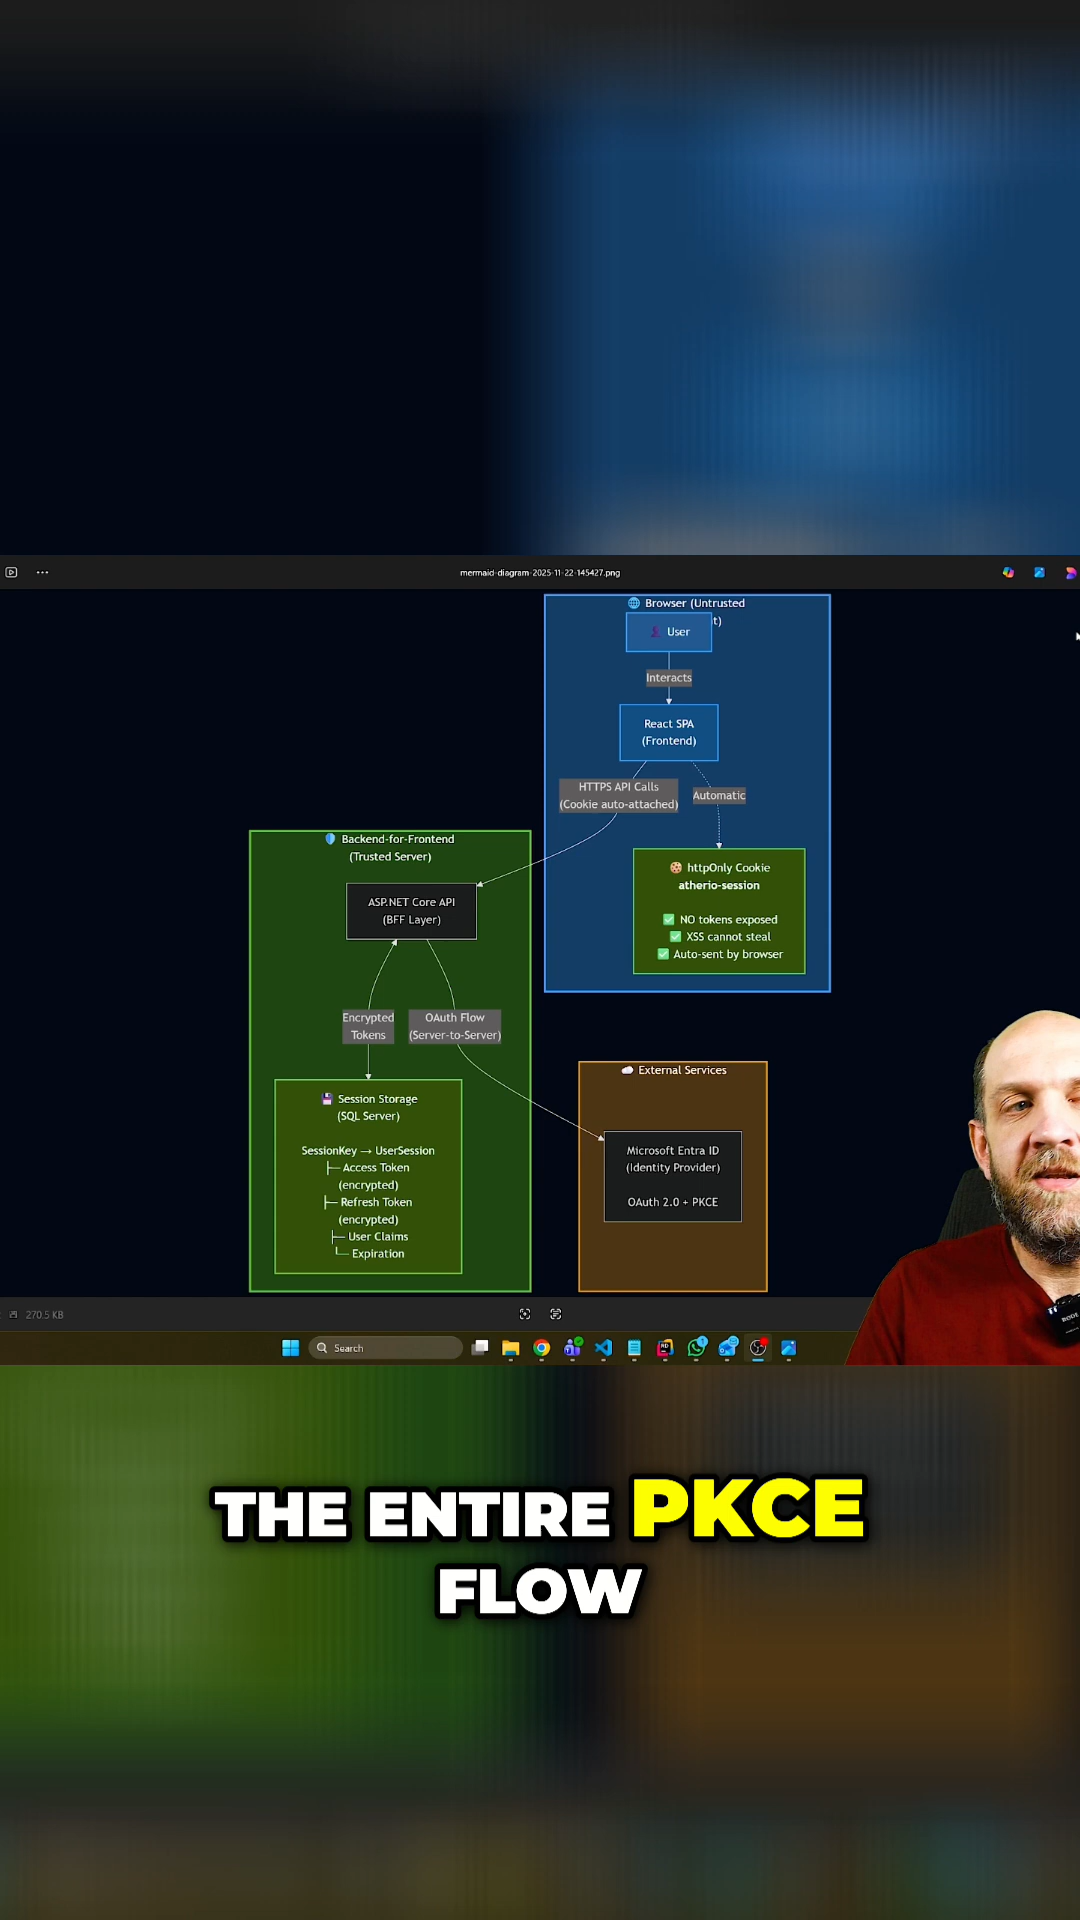 mermaid-diagram-2025-11-22-145427.png
Browser (Untrusted
t)
User
Interacts
React SPA
(Frontend)
HTTPS API Calls
(Cookie auto-attached)
Automatic
httpOnly Cookie
atherio-session
NO tokens exposed
XSS cannot steal
Auto-sent by browser
Backend-for-Frontend
(Trusted Server)
ASP.NET Core API
(BFF Layer)
Encrypted
Tokens
OAuth Flow
(Server-to-Server)
Session Storage
(SQL Server)
SessionKey → UserSession
├─ Access Token
(encrypted)
├─ Refresh Token
(encrypted)
├─ User Claims
└─ Expiration
External Services
Microsoft Entra ID
(Identity Provider)
OAuth 2.0 + PKCE
270.5 KB
Search
THE ENTIRE PKCE
FLOW